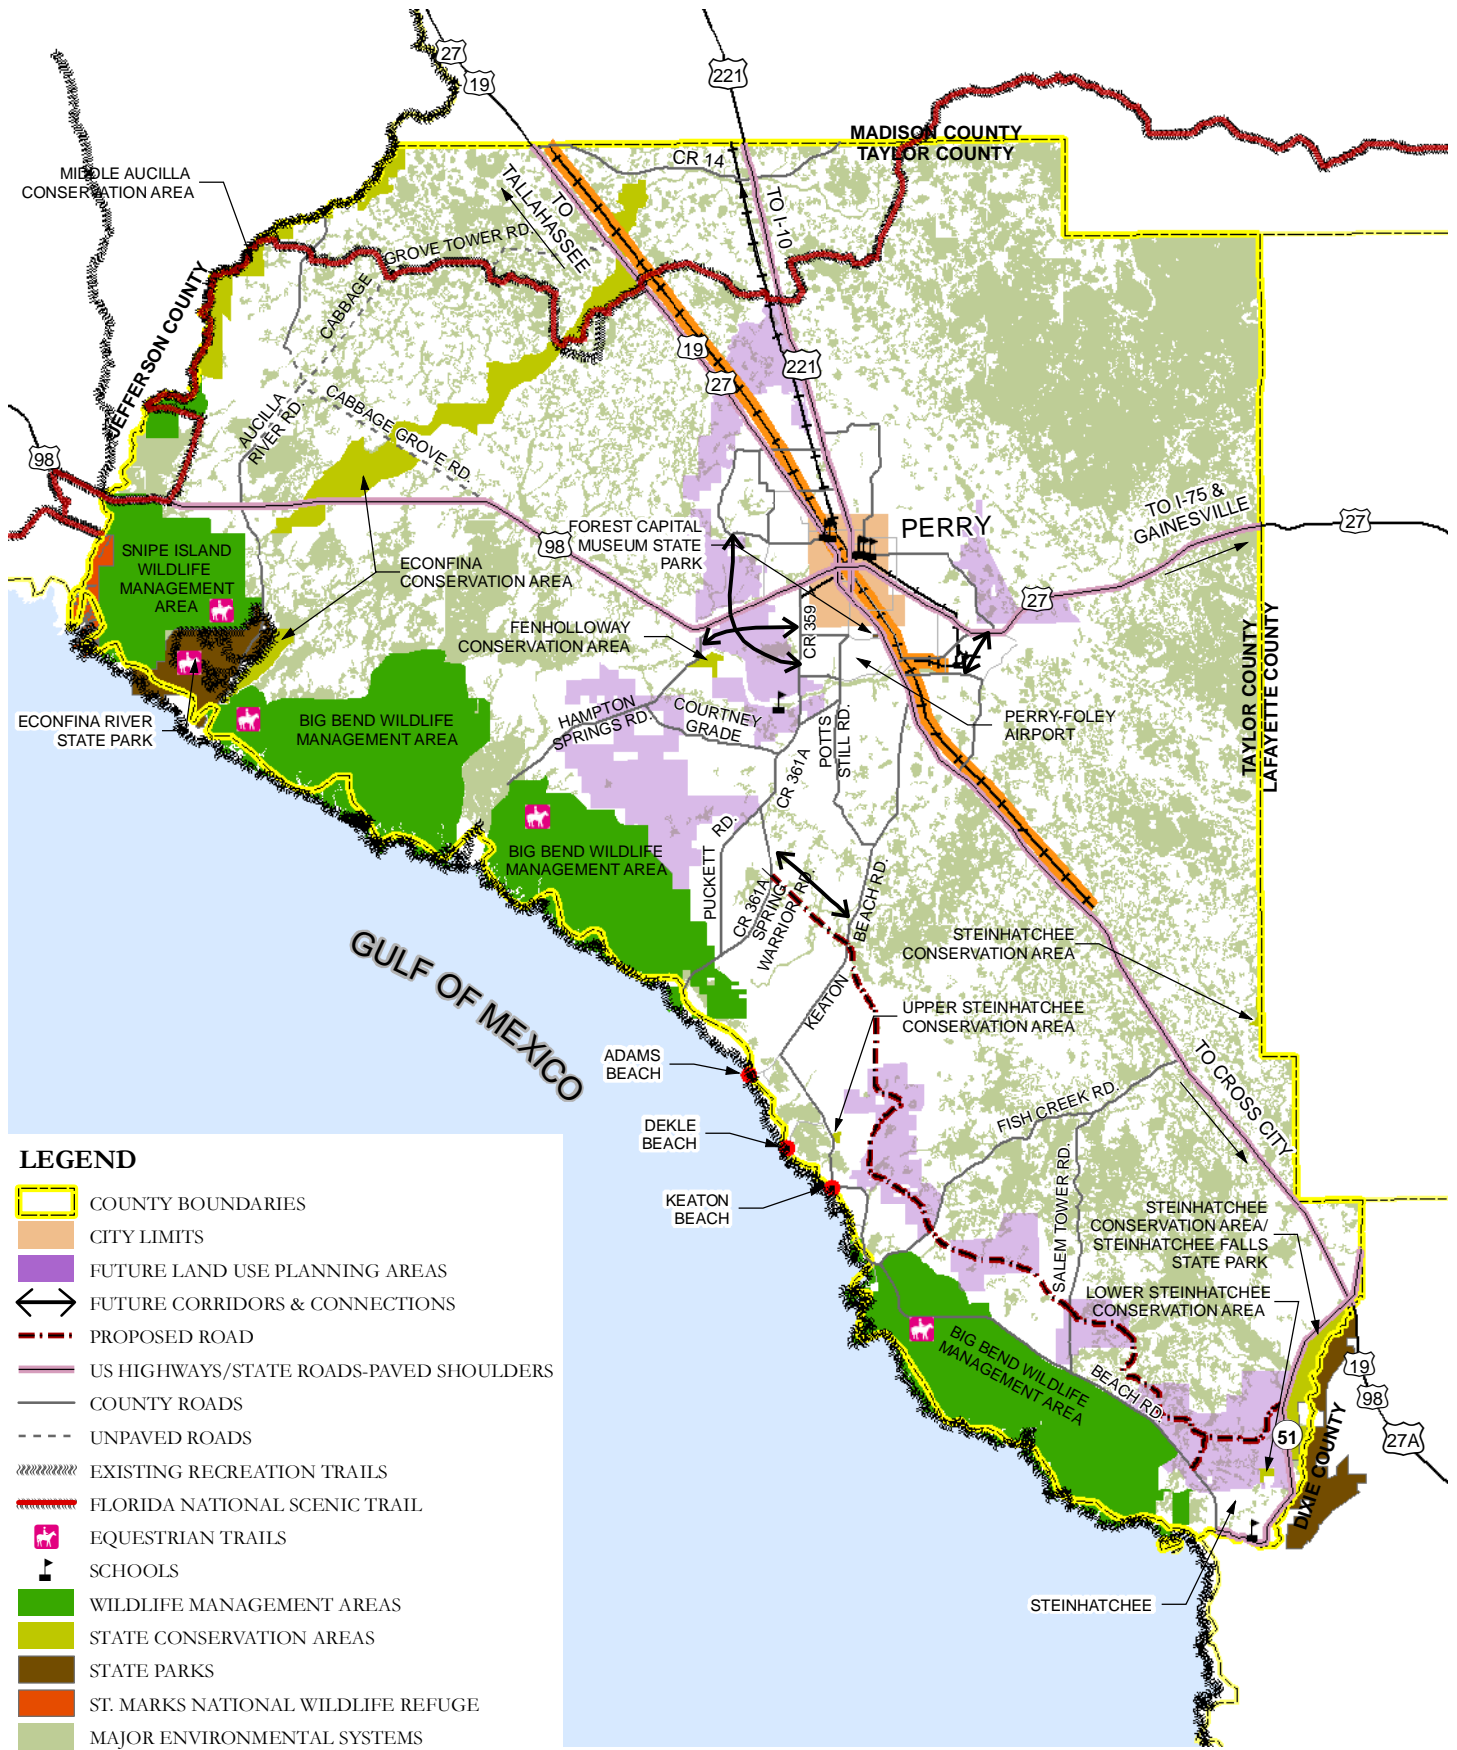 27
19
221
MADISON COUNTY
TAYLOR COUNTY
CR 14
MIDDLE AUCILLA
CONSERVATION AREA
TO
TALLAHASSEE
TO I-10
GROVE TOWER RD.
CABBAGE
JEFFERSON COUNTY
19
27
221
AUCILLA
RIVER RD.
CABBAGE GROVE RD.
98
TO I-75 &
GAINESVILLE
27
PERRY
FOREST CAPITAL
MUSEUM STATE
PARK
98
SNIPE ISLAND
WILDLIFE
MANAGEMENT
AREA
ECONFINA
CONSERVATION AREA
27
CR 359
FENHOLLOWAY
CONSERVATION AREA
TAYLOR COUNTY
LAFAYETTE COUNTY
ECONFINA RIVER
STATE PARK
BIG BEND WILDLIFE
MANAGEMENT AREA
HAMPTON
SPRINGS RD.
COURTNEY
GRADE
POTTS
STILL RD.
PERRY-FOLEY
AIRPORT
CR 361A
PUCKETT
RD.
BIG BEND WILDLIFE
MANAGEMENT AREA
CR 361A
SPRING
WARRIOR RD.
BEACH RD.
KEATON
STEINHATCHEE
CONSERVATION AREA
GULF OF MEXICO
UPPER STEINHATCHEE
CONSERVATION AREA
ADAMS
BEACH
TO CROSS CITY
DEKLE
BEACH
FISH CREEK RD.
KEATON
BEACH
SALEM TOWER RD.
STEINHATCHEE
CONSERVATION AREA/
STEINHATCHEE FALLS
STATE PARK
LOWER STEINHATCHEE
CONSERVATION AREA
BIG BEND WILDLIFE
MANAGEMENT AREA
BEACH RD.
19
98
27A
51
DIXIE COUNTY
STEINHATCHEE
LEGEND
COUNTY BOUNDARIES
CITY LIMITS
FUTURE LAND USE PLANNING AREAS
FUTURE CORRIDORS & CONNECTIONS
PROPOSED ROAD
US HIGHWAYS/STATE ROADS-PAVED SHOULDERS
COUNTY ROADS
UNPAVED ROADS
EXISTING RECREATION TRAILS
FLORIDA NATIONAL SCENIC TRAIL
EQUESTRIAN TRAILS
SCHOOLS
WILDLIFE MANAGEMENT AREAS
STATE CONSERVATION AREAS
STATE PARKS
ST. MARKS NATIONAL WILDLIFE REFUGE
MAJOR ENVIRONMENTAL SYSTEMS